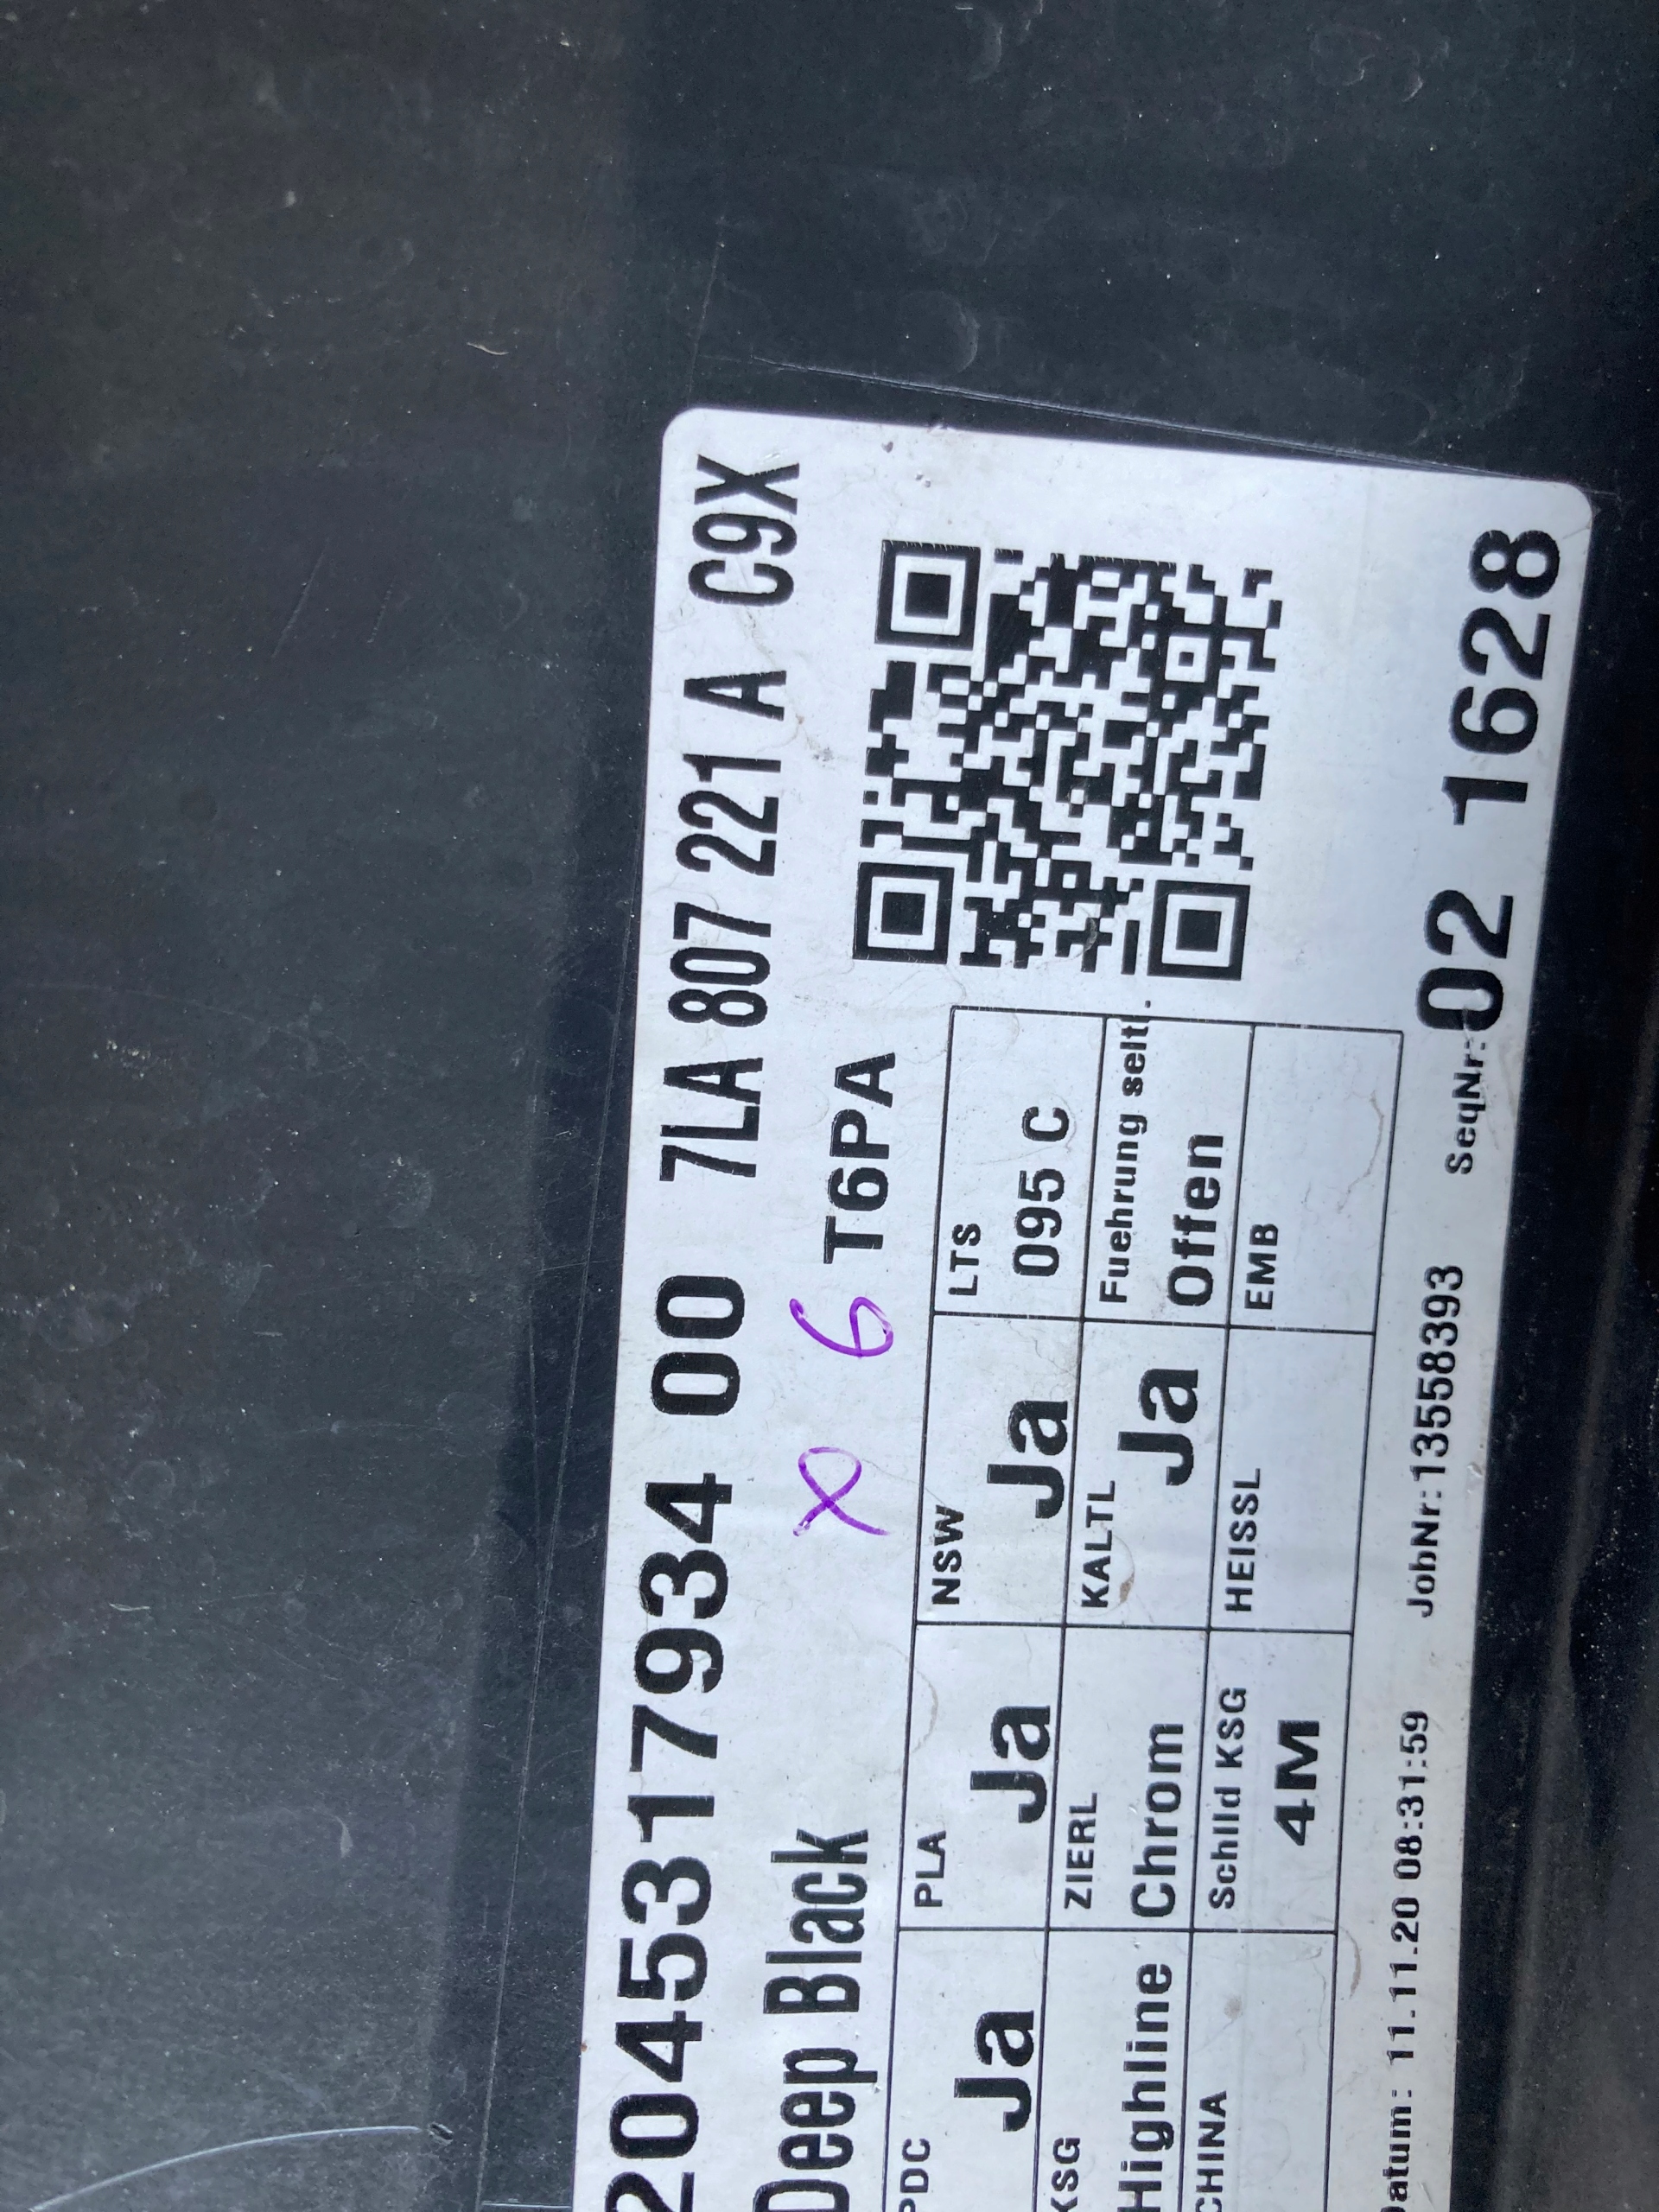 2045317934 00 7LA 807 221 A C9X
Deep Black x 6 T6PA
PDC PLA NSW LTS
Ja Ja Ja 095 C
KSG ZIERL KALTL Fuehrung seitl.
Highline Chrom Ja Offen
CHINA Schild KSG HEISSL EMB
4M
Datum: 11.11.20 08:31:59 JobNr:13558393 SeqNr:02 1628